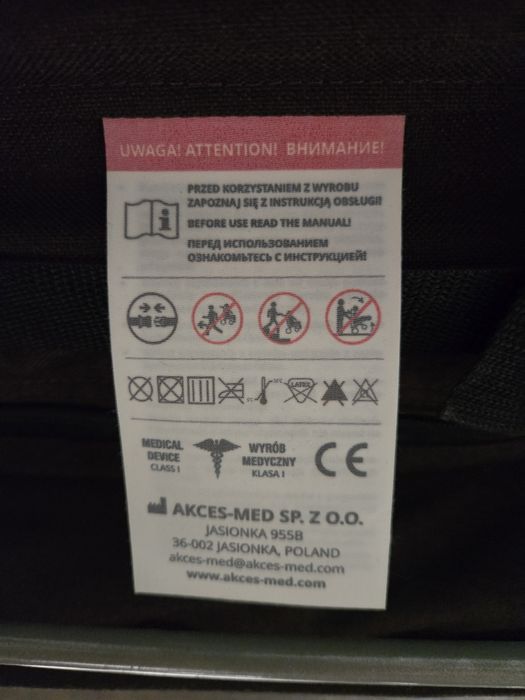 UWAGA! ATTENTION! ВНИМАНИЕ!
PRZED KORZYSTANIEM Z WYROBU
ZAPOZNAJ SIĘ Z INSTRUKCJĄ OBSŁUGI!
BEFORE USE READ THE MANUAL!
ПЕРЕД ИСПОЛЬЗОВАНИЕМ
ОЗНАКОМЬТЕСЬ С ИНСТРУКЦИЕЙ!
LATEX
MEDICAL
DEVICE
CLASS I
WYRÓB
MEDYCZNY
KLASA I
CE
AKCES-MED SP. Z O.O.
JASIONKA 955B
36-002 JASIONKA, POLAND
akces-med@akces-med.com
www.akces-med.com